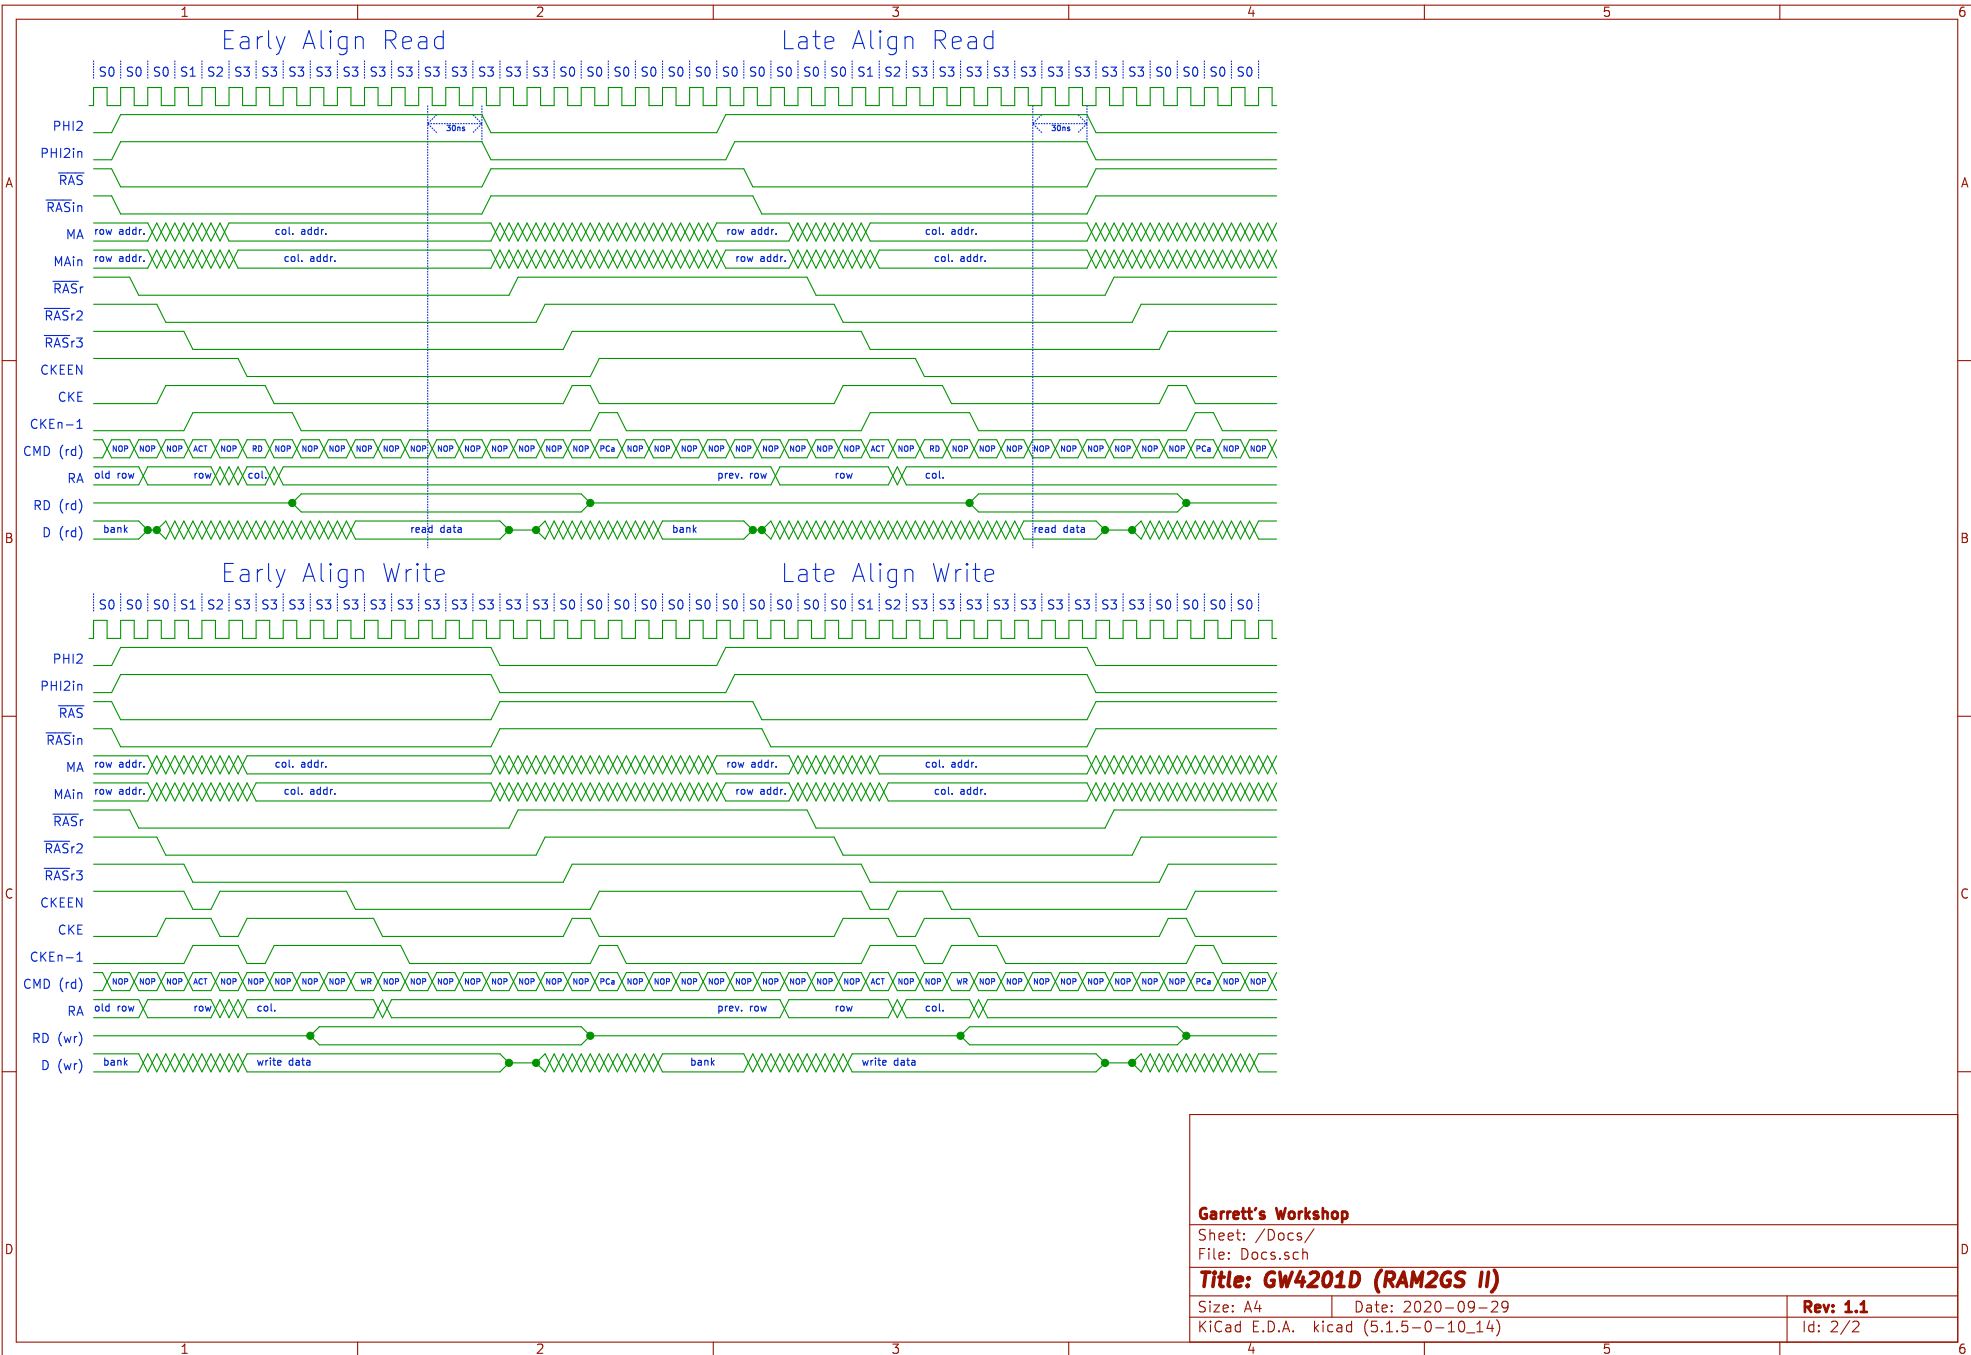 1 2 3 4 5 6
Early Align Read Late Align Read
S0 S0 S0 S1 S2 S3 S3 S3 S3 S3 S3 S3 S3 S3 S3 S3 S3 S0 S0 S0 S0 S0 S0 S0 S0 S0 S0 S0 S1 S2 S3 S3 S3 S3 S3 S3 S3 S3 S3 S0 S0 S0 S0
PHI2 30ns 30ns
PHI2in
RAS
A A
RASin
MA row addr. col. addr. row addr. col. addr.
MAin row addr. col. addr. row addr. col. addr.
RASr
RASr2
RASr3
CKEEN
CKE
CKEn-1
CMD (rd) NOP NOP NOP ACT NOP RD NOP NOP NOP NOP NOP NOP NOP NOP NOP NOP NOP NOP PCa NOP NOP NOP NOP NOP NOP NOP NOP NOP ACT NOP RD NOP NOP NOP NOP NOP NOP NOP NOP NOP PCa NOP NOP
RA old row row col. prev. row row col.
RD (rd)
D (rd) bank read data bank read data
B B
Early Align Write Late Align Write
S0 S0 S0 S1 S2 S3 S3 S3 S3 S3 S3 S3 S3 S3 S3 S3 S3 S0 S0 S0 S0 S0 S0 S0 S0 S0 S0 S0 S1 S2 S3 S3 S3 S3 S3 S3 S3 S3 S3 S0 S0 S0 S0
PHI2
PHI2in
RAS
RASin
MA row addr. col. addr. row addr. col. addr.
MAin row addr. col. addr. row addr. col. addr.
RASr
RASr2
RASr3
C C
CKEEN
CKE
CKEn-1
CMD (rd) NOP NOP NOP ACT NOP NOP NOP NOP NOP WR NOP NOP NOP NOP NOP NOP NOP NOP PCa NOP NOP NOP NOP NOP NOP NOP NOP NOP ACT NOP NOP WR NOP NOP NOP NOP NOP NOP NOP NOP PCa NOP NOP
RA old row row col. prev. row row col.
RD (wr)
D (wr) bank write data bank write data
Garrett's Workshop
Sheet: /Docs/
D D
File: Docs.sch
Title: GW4201D (RAM2GS II)
Size: A4 Date: 2020-09-29 Rev: 1.1
KiCad E.D.A. kicad (5.1.5-0-10_14) Id: 2/2
1 2 3 4 5 6